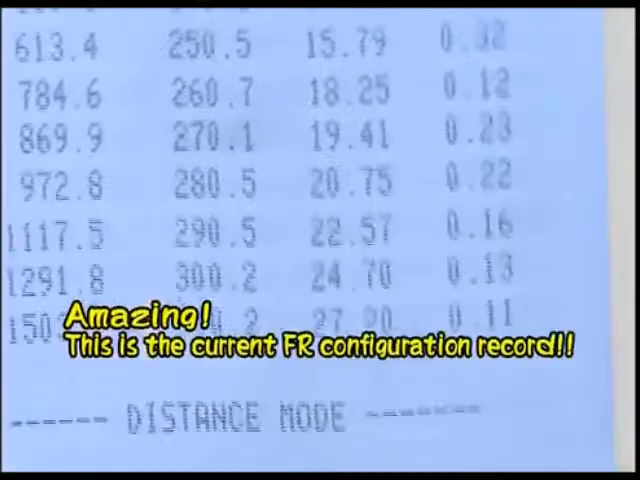 613.4 250.5 15.79 0.32
784.6 260.7 18.25 0.12
869.9 270.1 19.41 0.23
972.8 280.5 20.75 0.22
1117.5 290.5 22.57 0.16
1291.8 300.2 24.70 0.13
0.11
Amazing!
This is the current FR configuration record!!
------ DISTANCE MODE -------